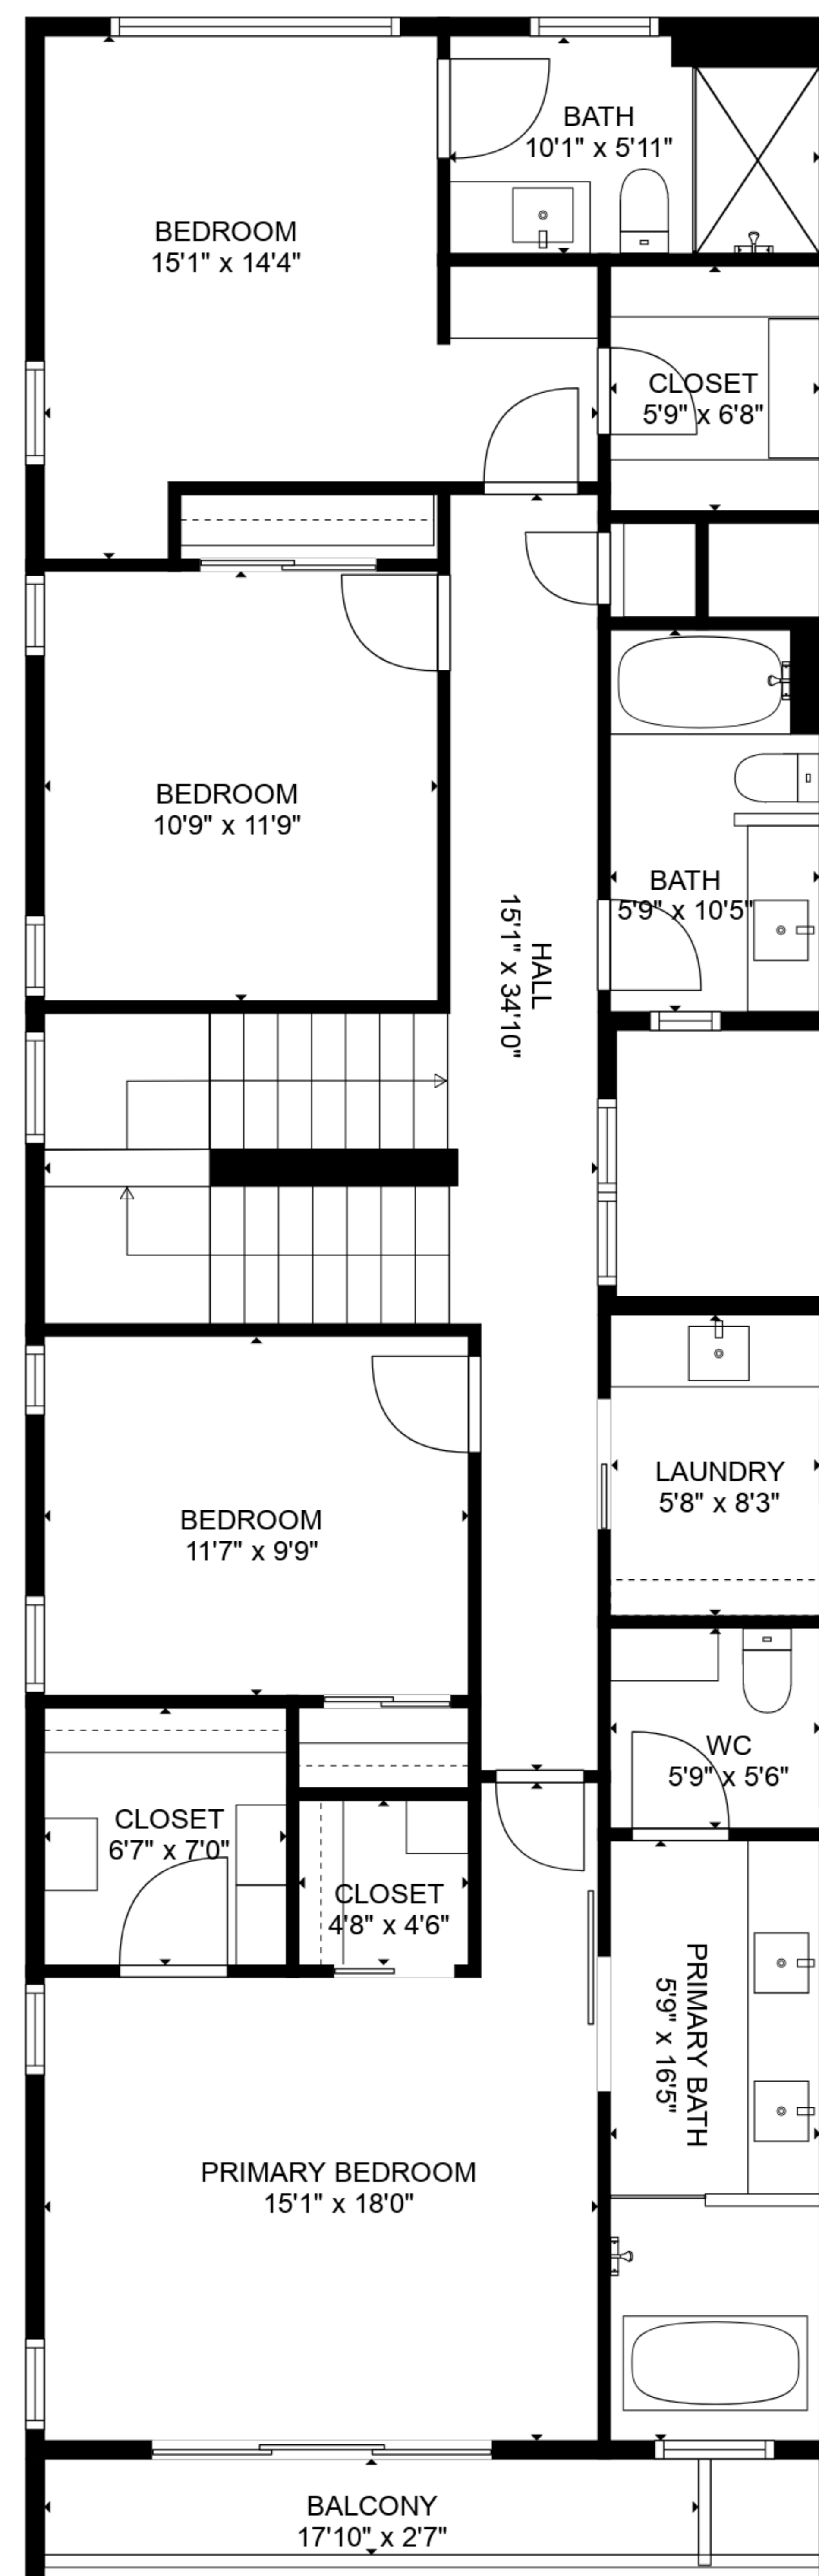 BATH
10'1" x 5'11"
BEDROOM
15'1" x 14'4"
CLOSET
5'9" x 6'8"
BEDROOM
10'9" x 11'9"
BATH
5'9" x 10'5"
HALL
15'1" x 34'10"
LAUNDRY
5'8" x 8'3"
BEDROOM
11'7" x 9'9"
WC
5'9" x 5'6"
CLOSET
6'7" x 7'0"
CLOSET
4'8" x 4'6"
PRIMARY BATH
5'9" x 16'5"
PRIMARY BEDROOM
15'1" x 18'0"
BALCONY
17'10" x 2'7"